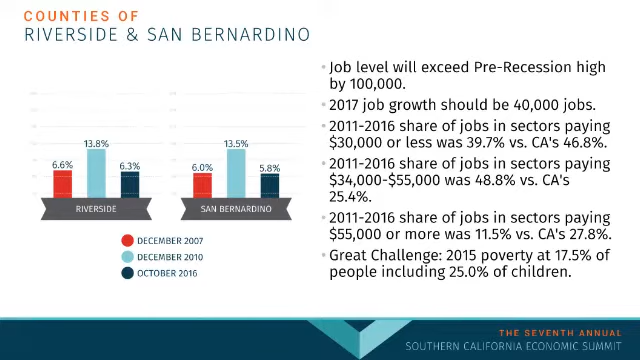 COUNTIES OF
RIVERSIDE & SAN BERNARDINO
6.6%
13.8%
6.3%
RIVERSIDE
6.0%
13.5%
5.8%
SAN BERNARDINO
DECEMBER 2007
DECEMBER 2010
OCTOBER 2016
• Job level will exceed Pre-Recession high
by 100,000.
• 2017 job growth should be 40,000 jobs.
• 2011-2016 share of jobs in sectors paying
$30,000 or less was 39.7% vs. CA's 46.8%.
• 2011-2016 share of jobs in sectors paying
$34,000-$55,000 was 48.8% vs. CA's
25.4%.
• 2011-2016 share of jobs in sectors paying
$55,000 or more was 11.5% vs. CA's 27.8%.
• Great Challenge: 2015 poverty at 17.5% of
people including 25.0% of children.
THE SEVENTH ANNUAL
SOUTHERN CALIFORNIA ECONOMIC SUMMIT